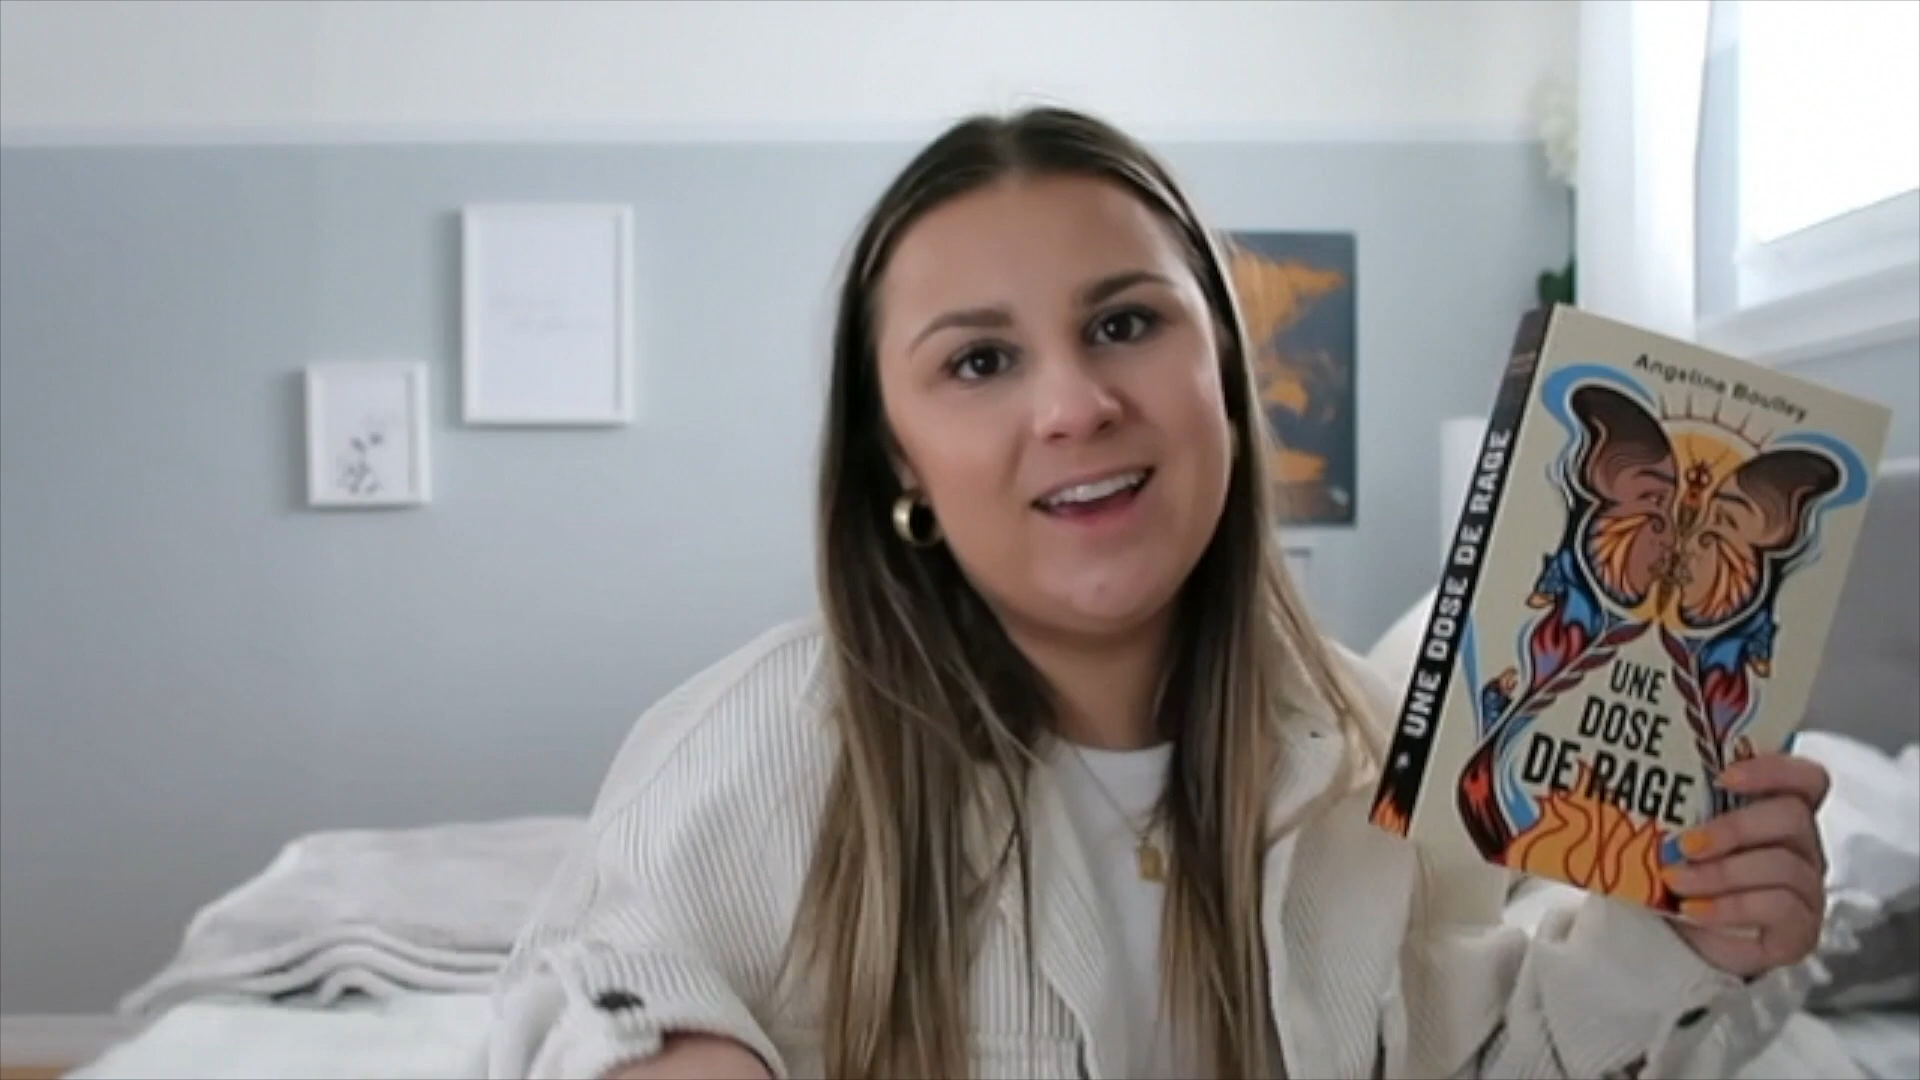 Angeline Boulley
UNE DOSE DE RAGE
UNE
DOSE
DE RAGE